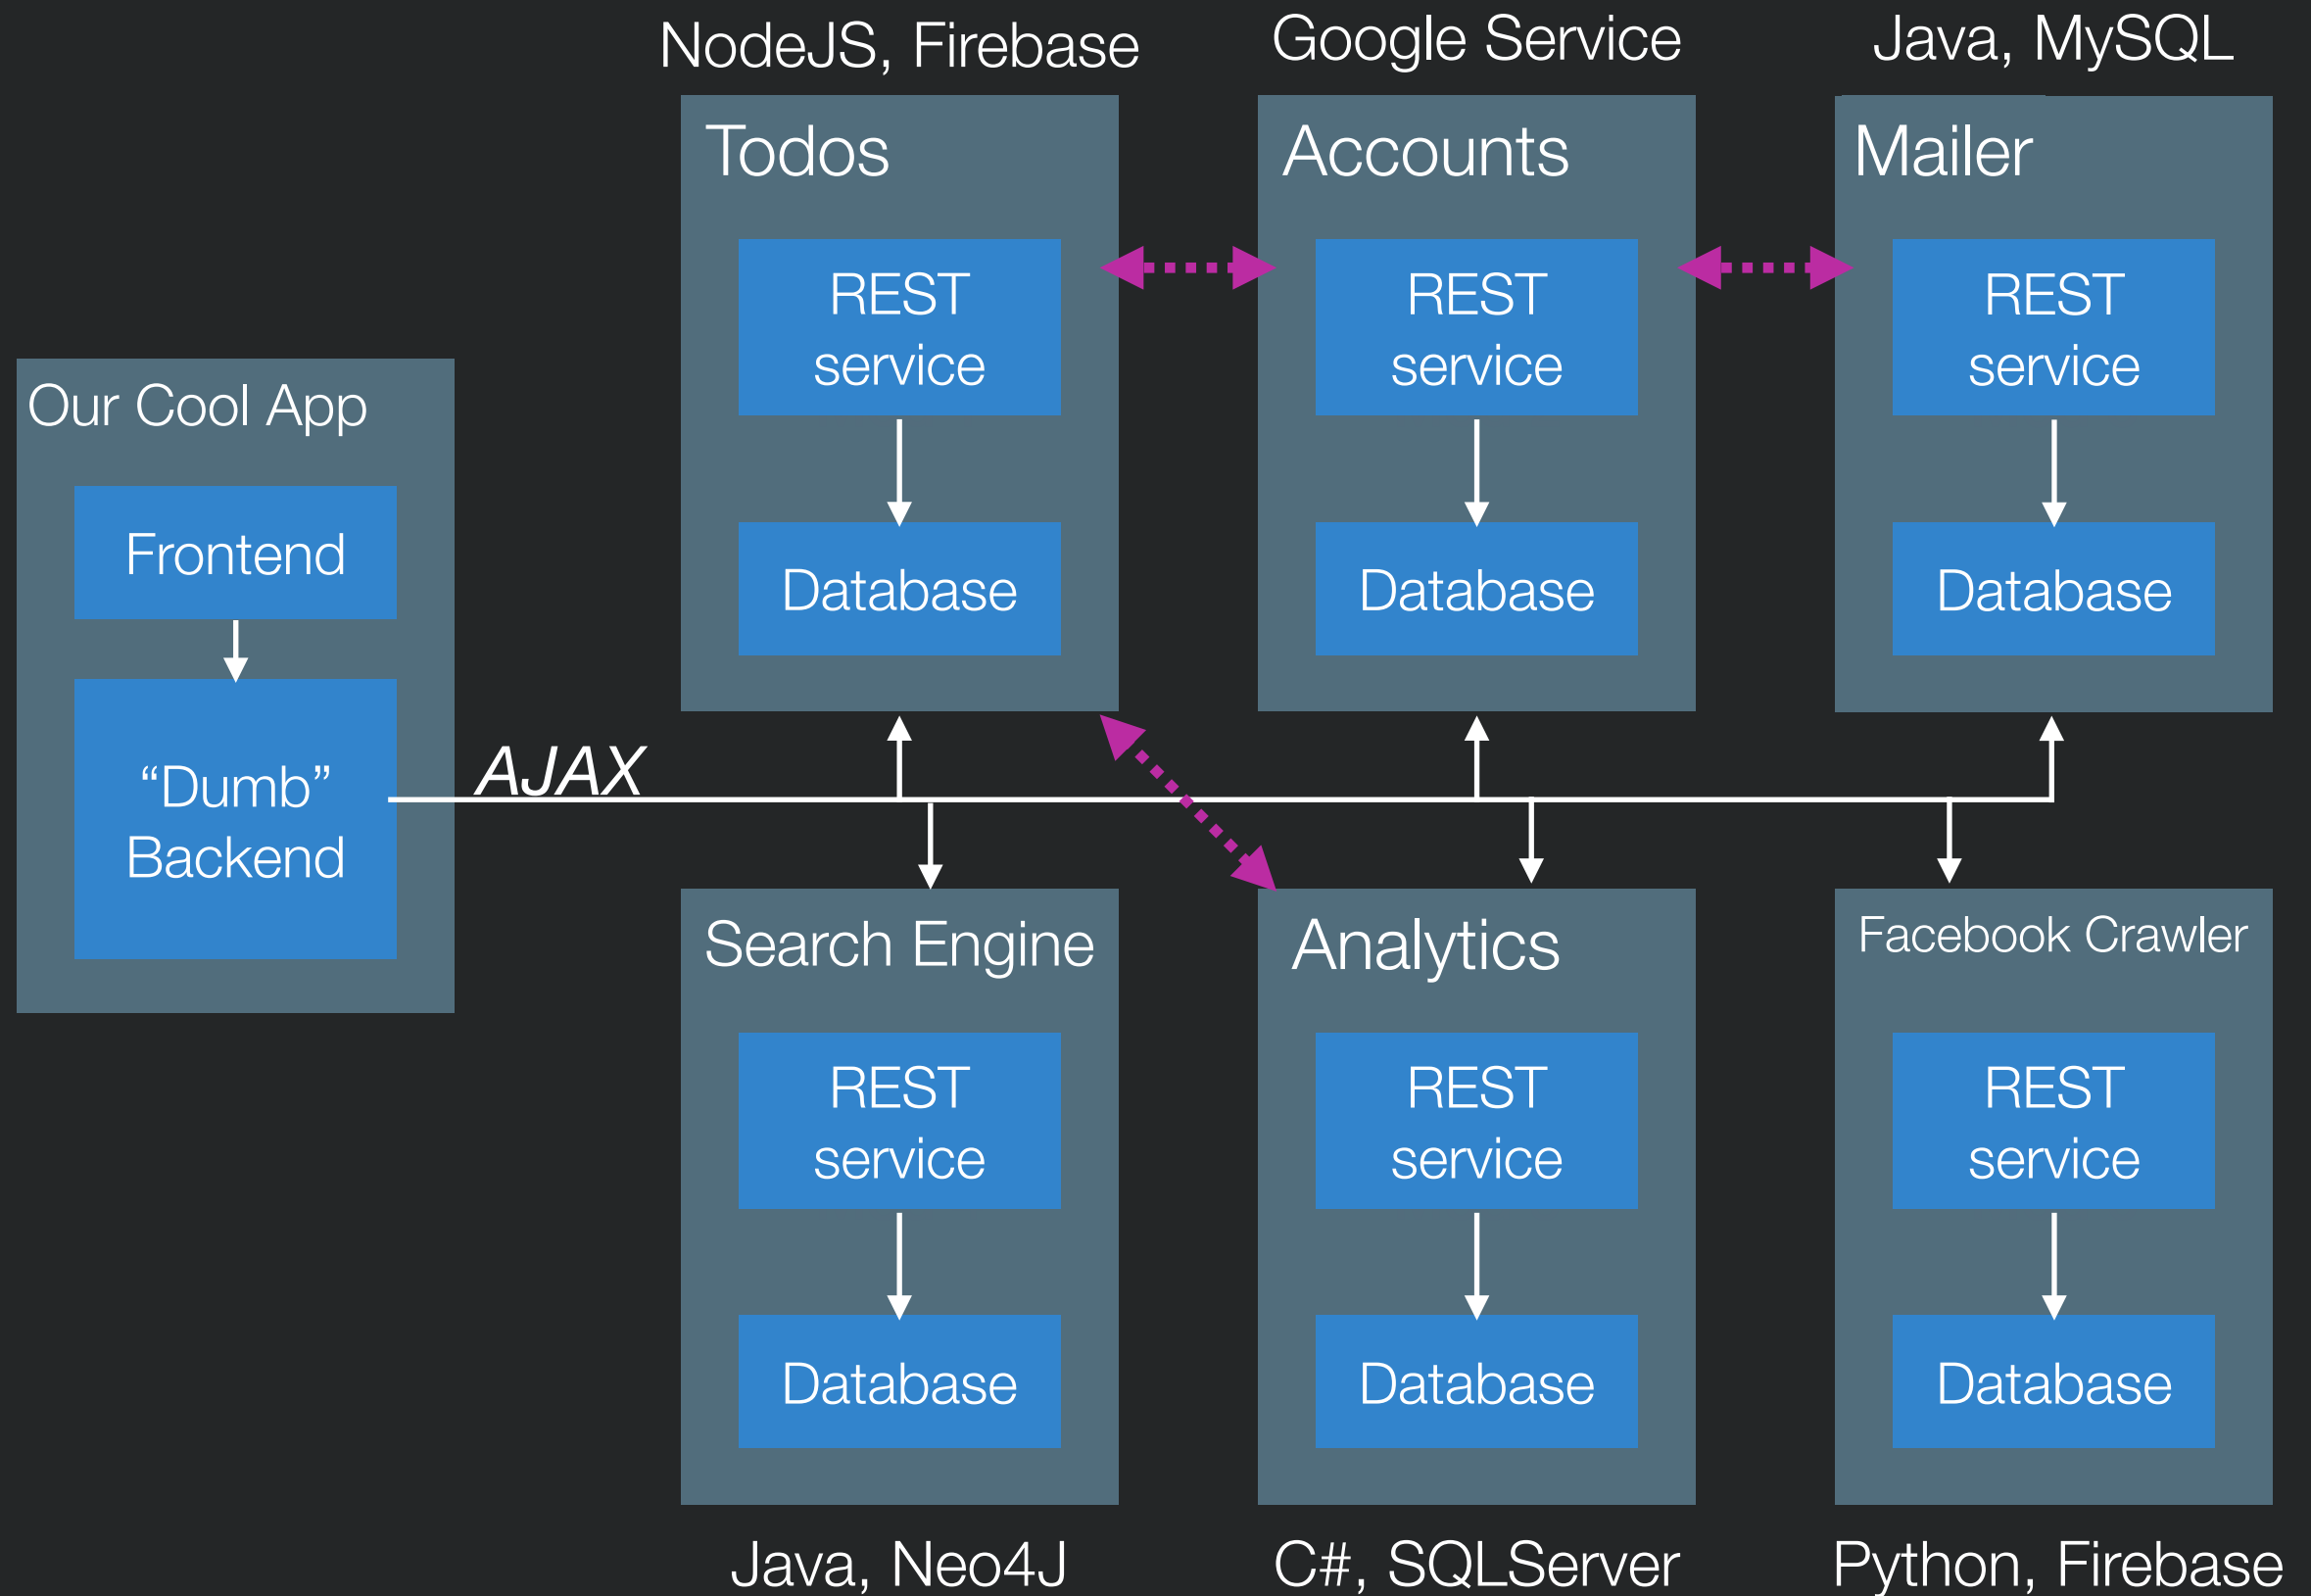 NodeJS, Firebase
Google Service
Java, MySQL
Todos
REST
service
Database
Accounts
REST
service
Database
Mailer
REST
service
Database
Our Cool App
Frontend
“Dumb”
Backend
AJAX
Search Engine
REST
service
Database
Analytics
REST
service
Database
Facebook Crawler
REST
service
Database
Java, Neo4J
C#, SQLServer
Python, Firebase